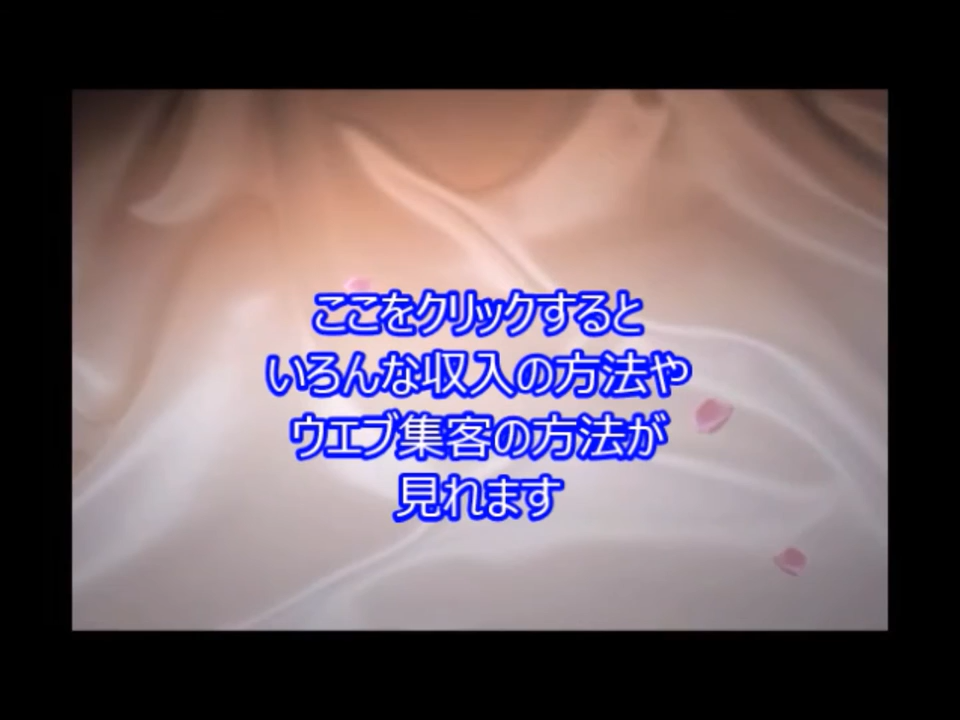 ここをクリックすると
いろんな収入の方法や
ウエブ集客の方法が
見れます